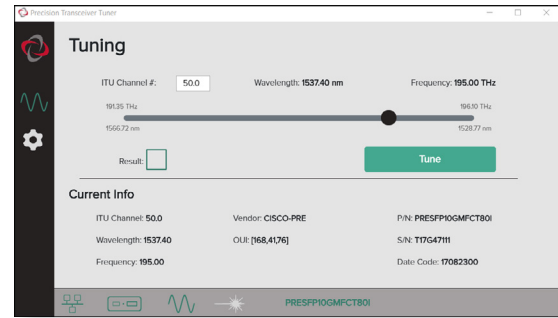 Precision Transceiver Tuner
Tuning
ITU Channel #: 50.0 Wavelength: 1537.40 nm Frequency: 195.00 THz
191.35 THz 196.10 THz
1566.72 nm 1528.77 nm
Result: Tune
Current Info
ITU Channel: 50.0 Vendor: CISCO-PRE P/N: PRESFP10GMFCT80I
Wavelength: 1537.40 OUI: [168,41,76] S/N: T17G47111
Frequency: 195.00 Date Code: 17082300
PRESFP10GMFCT80I